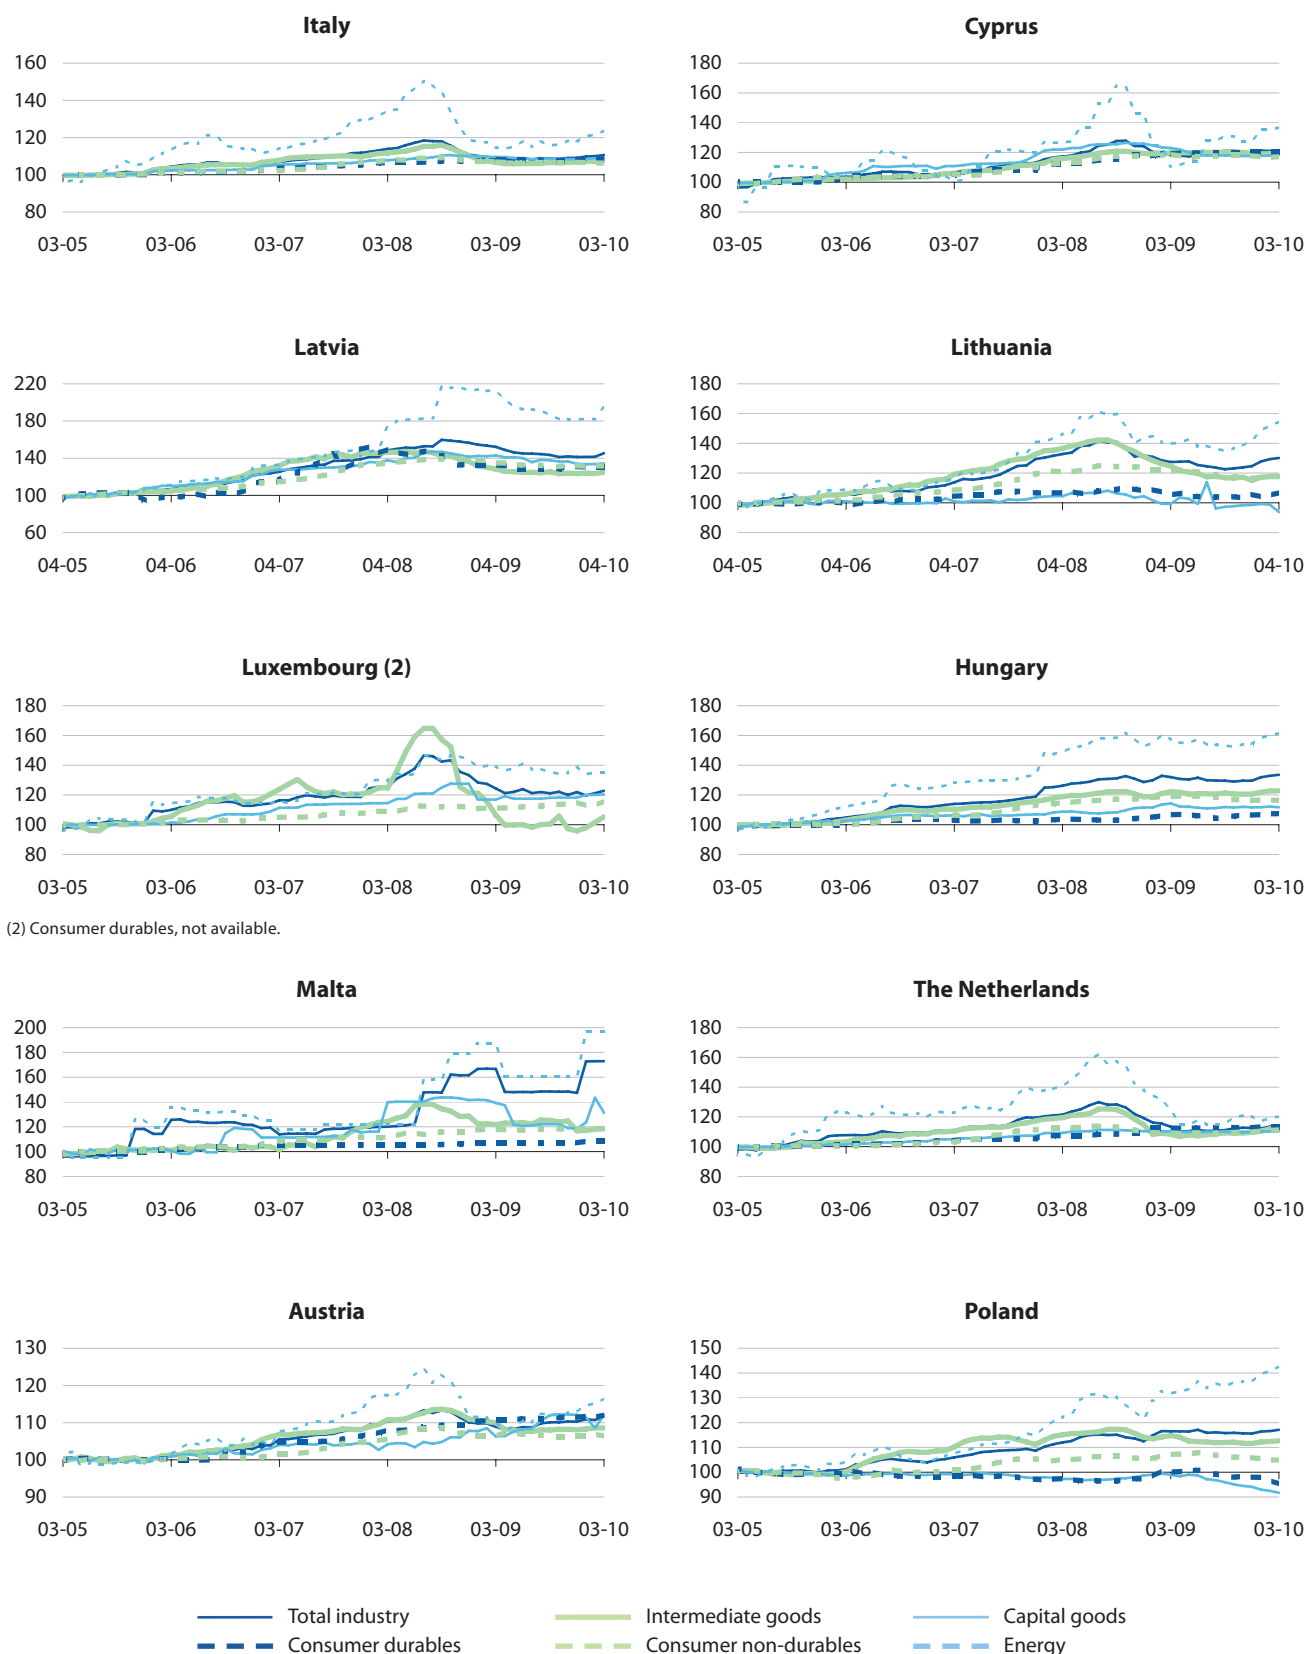 Italy
160
140
120
100
80
03-05 03-06 03-07 03-08 03-09 03-10
Cyprus
180
160
140
120
100
80
03-05 03-06 03-07 03-08 03-09 03-10
Latvia
220
180
140
100
60
04-05 04-06 04-07 04-08 04-09 04-10
Lithuania
180
160
140
120
100
80
04-05 04-06 04-07 04-08 04-09 04-10
Luxembourg (2)
180
160
140
120
100
80
03-05 03-06 03-07 03-08 03-09 03-10
Hungary
180
160
140
120
100
80
03-05 03-06 03-07 03-08 03-09 03-10
(2) Consumer durables, not available.
Malta
200
180
160
140
120
100
80
03-05 03-06 03-07 03-08 03-09 03-10
The Netherlands
180
160
140
120
100
80
03-05 03-06 03-07 03-08 03-09 03-10
Austria
130
120
110
100
90
03-05 03-06 03-07 03-08 03-09 03-10
Poland
150
140
130
120
110
100
90
03-05 03-06 03-07 03-08 03-09 03-10
Total industry Intermediate goods Capital goods
Consumer durables Consumer non-durables Energy